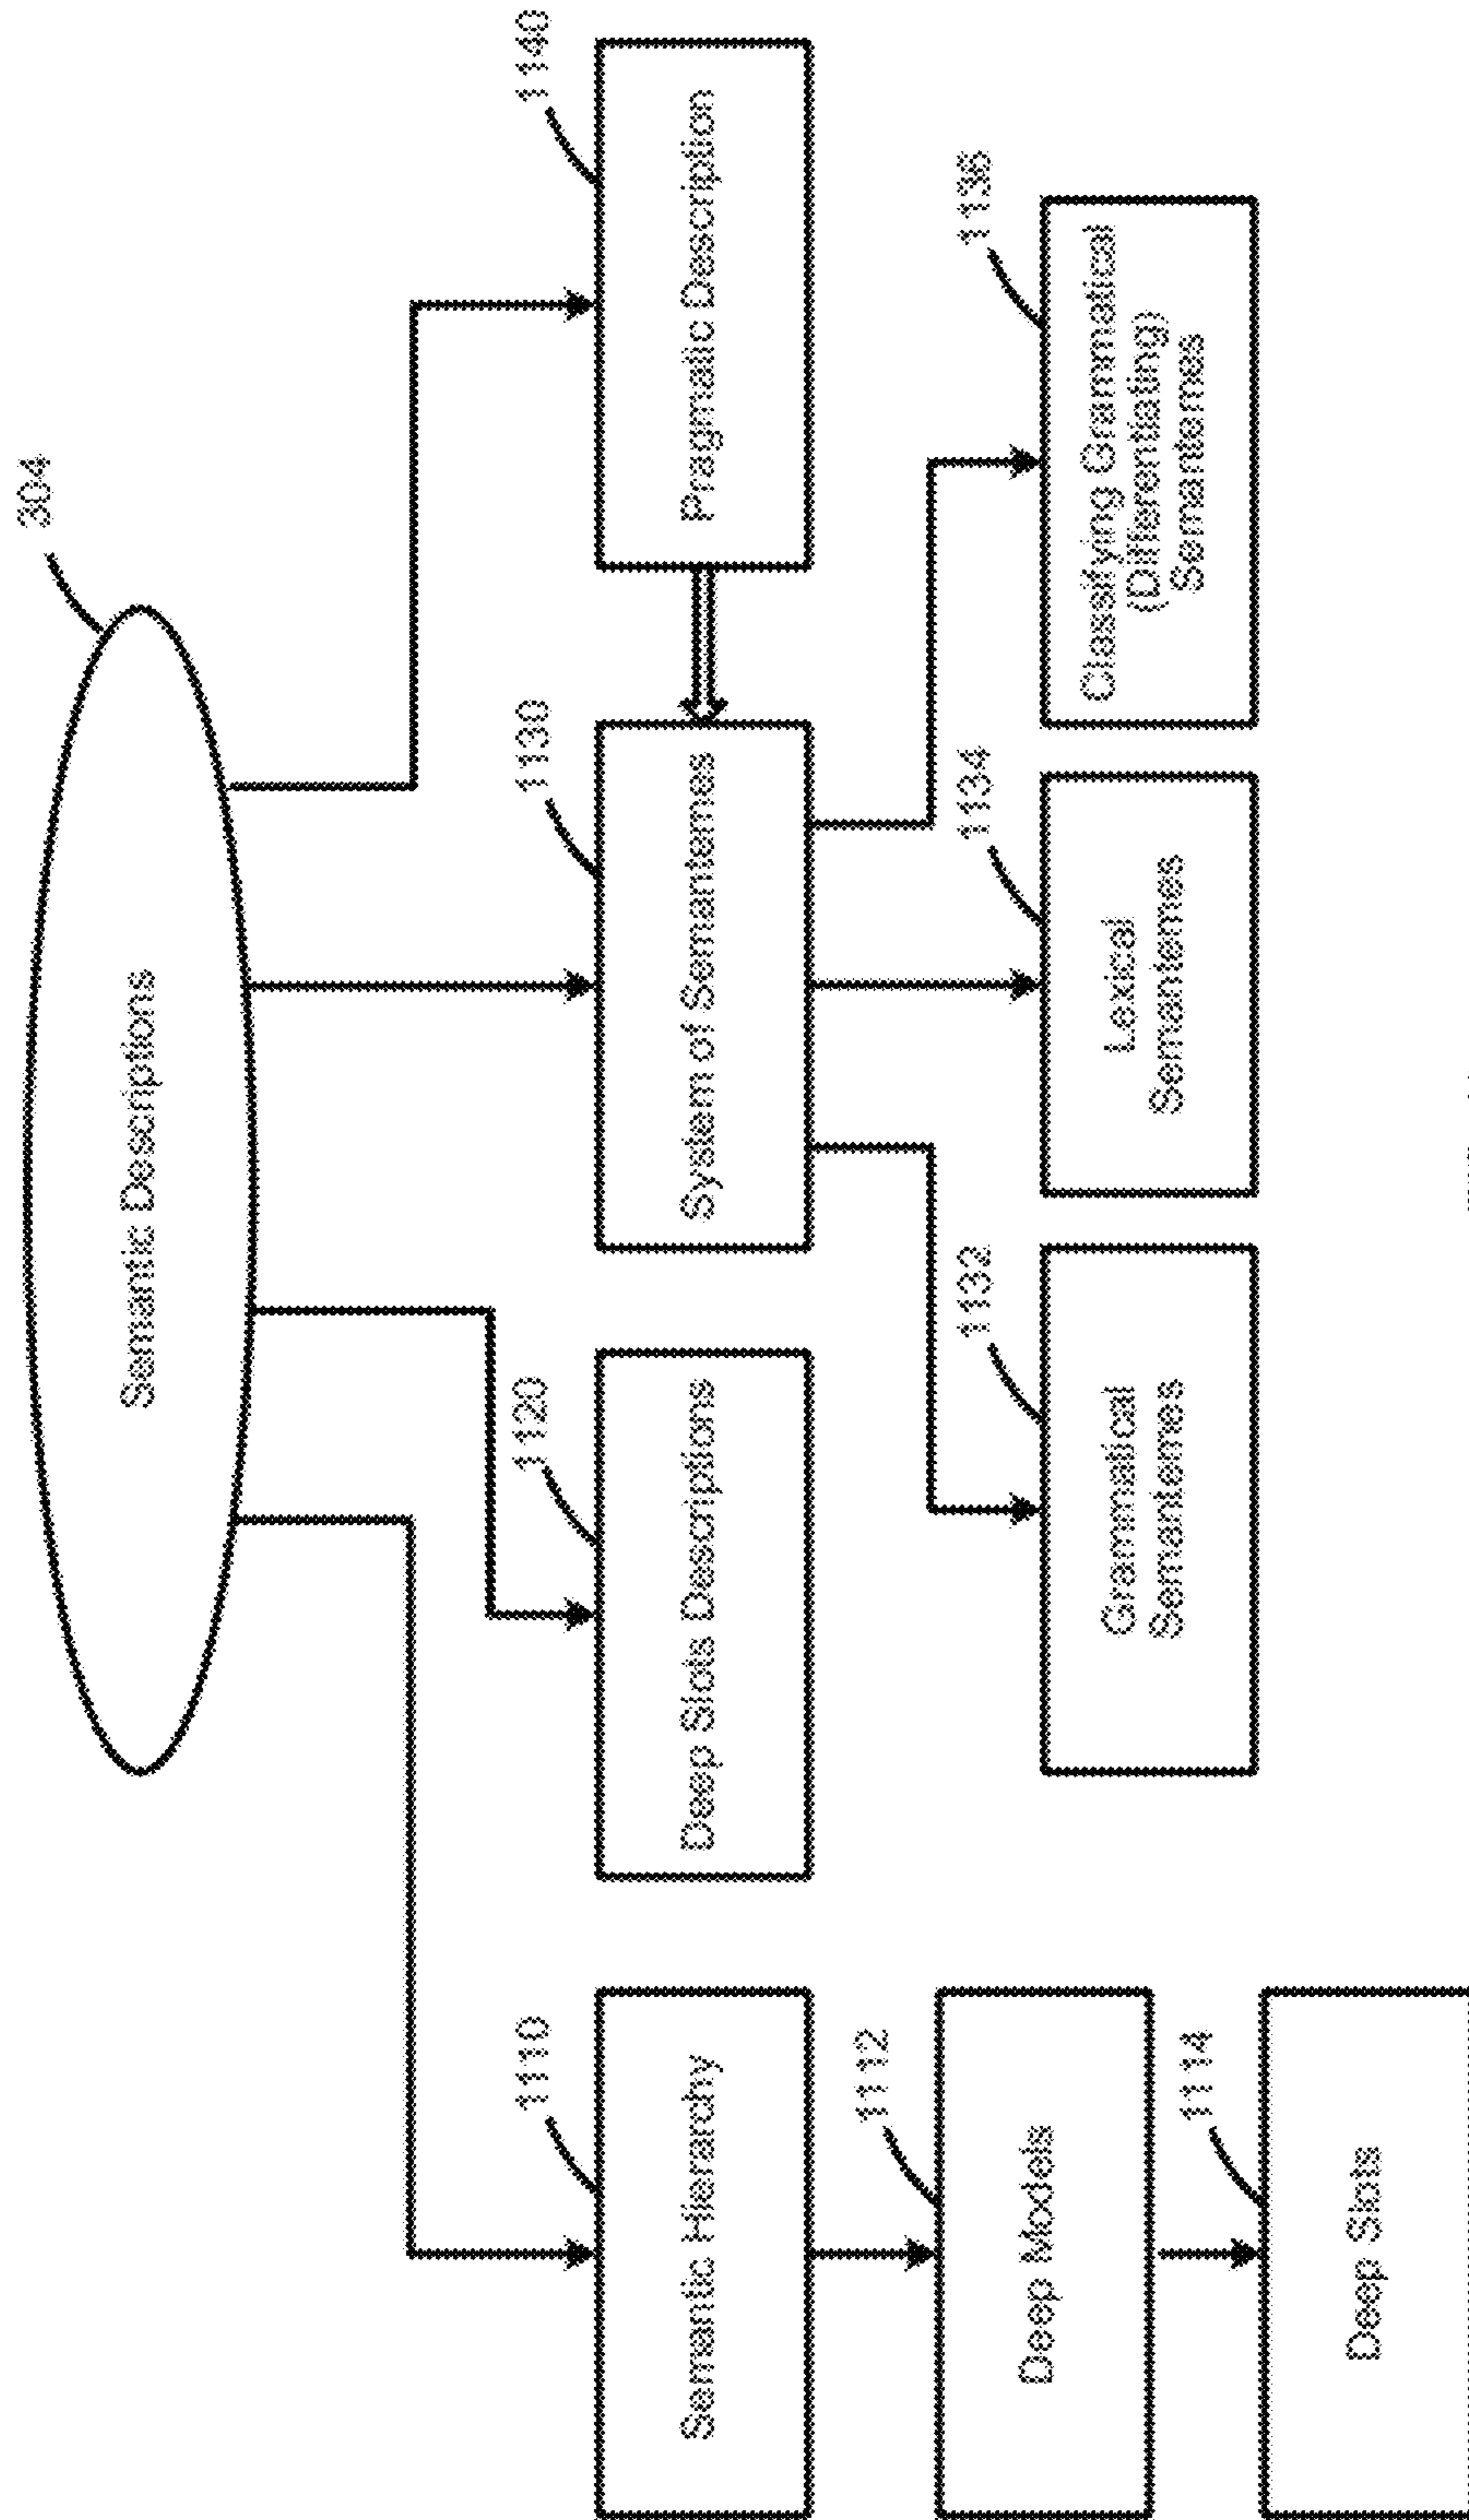 304
Semantic Descriptions
1110
Semantic Hierarchy
1120
Deep Slots Descriptions
1130
System of Semantemes
1140
Pragmatic Description
1112
Deep Models
1132
Grammatical
Semantemes
1134
Lexical
Semantemes
1136
Classifying Grammatical
(Differentiating)
Semantemes
1114
Deep Slots